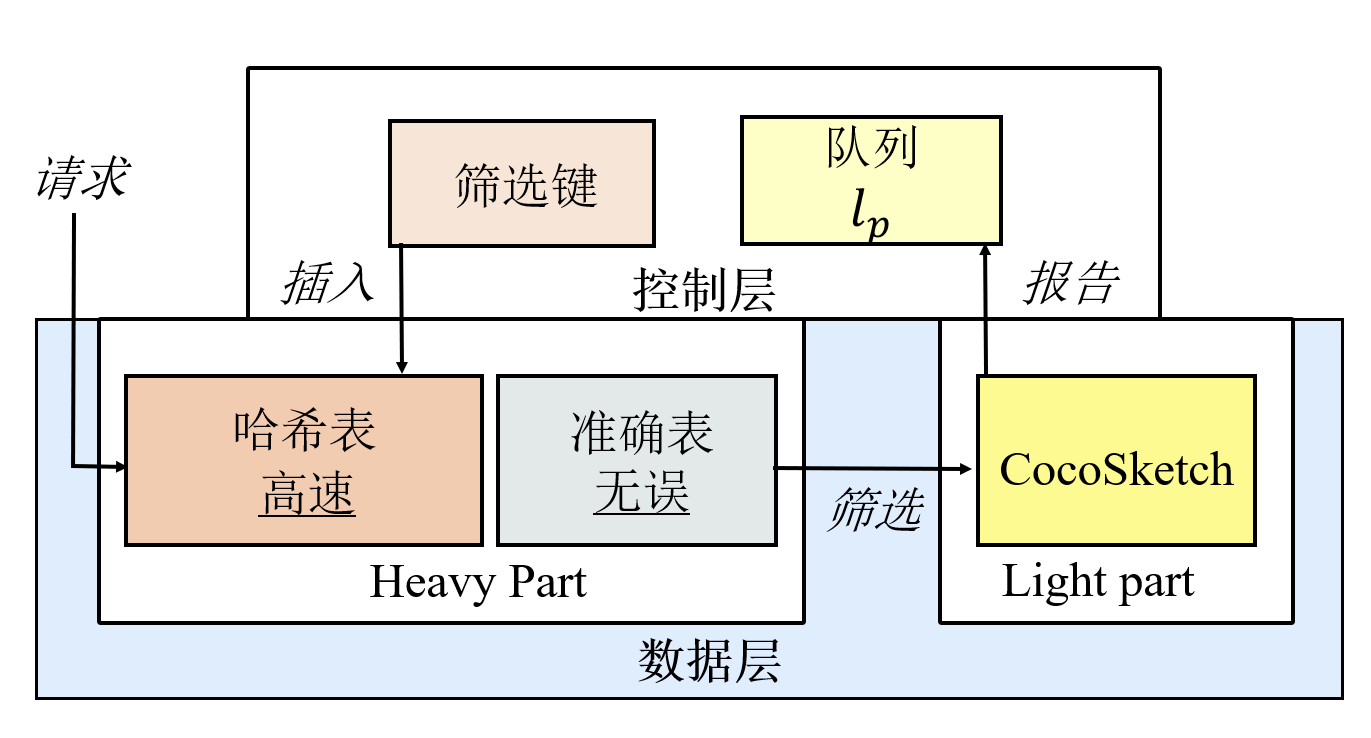 请求
筛选键
队列
l_p
插入
控制层
报告
哈希表
高速
准确表
无误
筛选
CocoSketch
Heavy Part
Light part
数据层